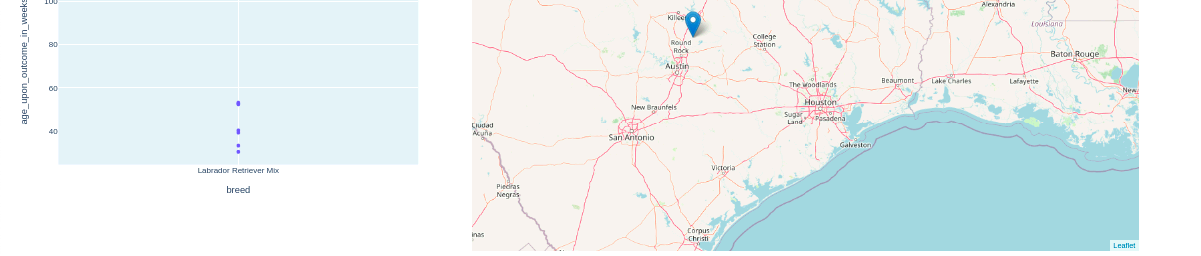 100
80
60
40
age_upon_outcome_in_weeks
Labrador Retriever Mix
breed
Killee
Round
Rock
Austin
College
Station
Alexandria
Louisiana
Baton Rouge
Beaumont
Lake Charles
Lafayette
New
The Woodlands
Houston
Sugar
Land
Pasadena
Galveston
New Braunfels
San Antonio
Ciudad
Acuña
Victoria
Piedras
Negras
Corpus
Christi
inas
Leaflet